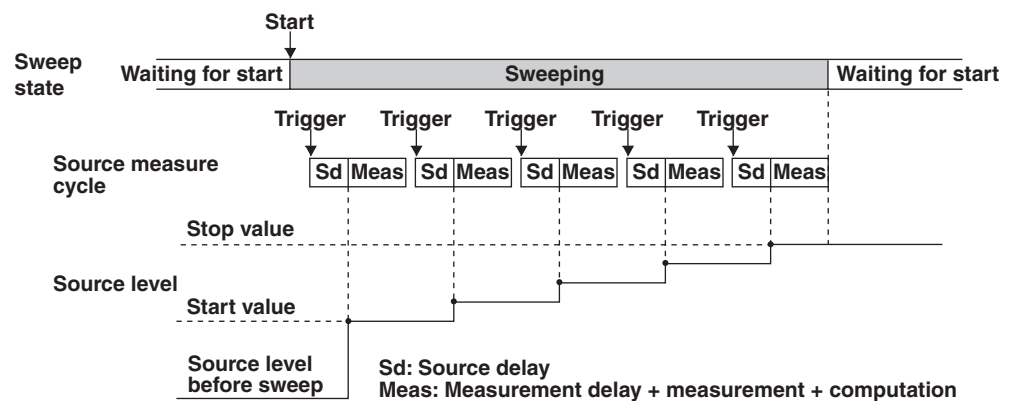 Start
Sweep
state
Waiting for start
Sweeping
Waiting for start
Trigger Trigger Trigger Trigger Trigger
Source measure
cycle
Sd Meas Sd Meas Sd Meas Sd Meas Sd Meas
Stop value
Source level
Start value
Source level
before sweep
Sd: Source delay
Meas: Measurement delay + measurement + computation